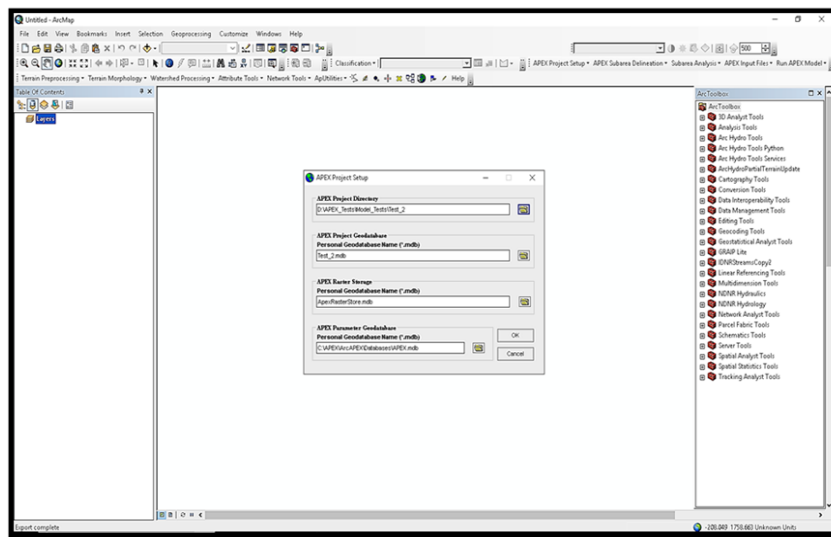 Untitled - ArcMap
File Edit View Bookmarks Insert Selection Geoprocessing Customize Windows Help
500
Classification
APEX Project Setup APEX Subarea Delineation Subarea Analysis APEX Input Files Run APEX Model
Terrain Preprocessing Terrain Morphology Watershed Processing Attribute Tools Network Tools ApUtilities Help
Table Of Contents
Layers
APEX Project Setup
APEX Project Directory
D:\APEX_Tests\Model_Tests\Test_2
APEX Project Geodatabase
Personal Geodatabase Name (*.mdb)
Test_2.mdb
APEX Raster Storage
Personal Geodatabase Name (*.mdb)
ApexRasterStore.mdb
APEX Parameter Geodatabase
Personal Geodatabase Name (*.mdb)
C:\APEX\ArcAPEX\Databases\APEX.mdb
OK
Cancel
ArcToolbox
ArcToolbox
3D Analyst Tools
Analysis Tools
Arc Hydro Tools
Arc Hydro Tools Python
Arc Hydro Tools Services
ArcHydroPartialTerrainUpdate
Cartography Tools
Conversion Tools
Data Interoperability Tools
Data Management Tools
Editing Tools
Geocoding Tools
Geostatistical Analyst Tools
GRAIP Lite
IDNRStreamsCopy2
Linear Referencing Tools
Multidimension Tools
NDNR Hydraulics
NDNR Hydrology
Network Analyst Tools
Parcel Fabric Tools
Schematics Tools
Server Tools
Spatial Analyst Tools
Spatial Statistics Tools
Tracking Analyst Tools
Export complete
-208.049 1758.663 Unknown Units